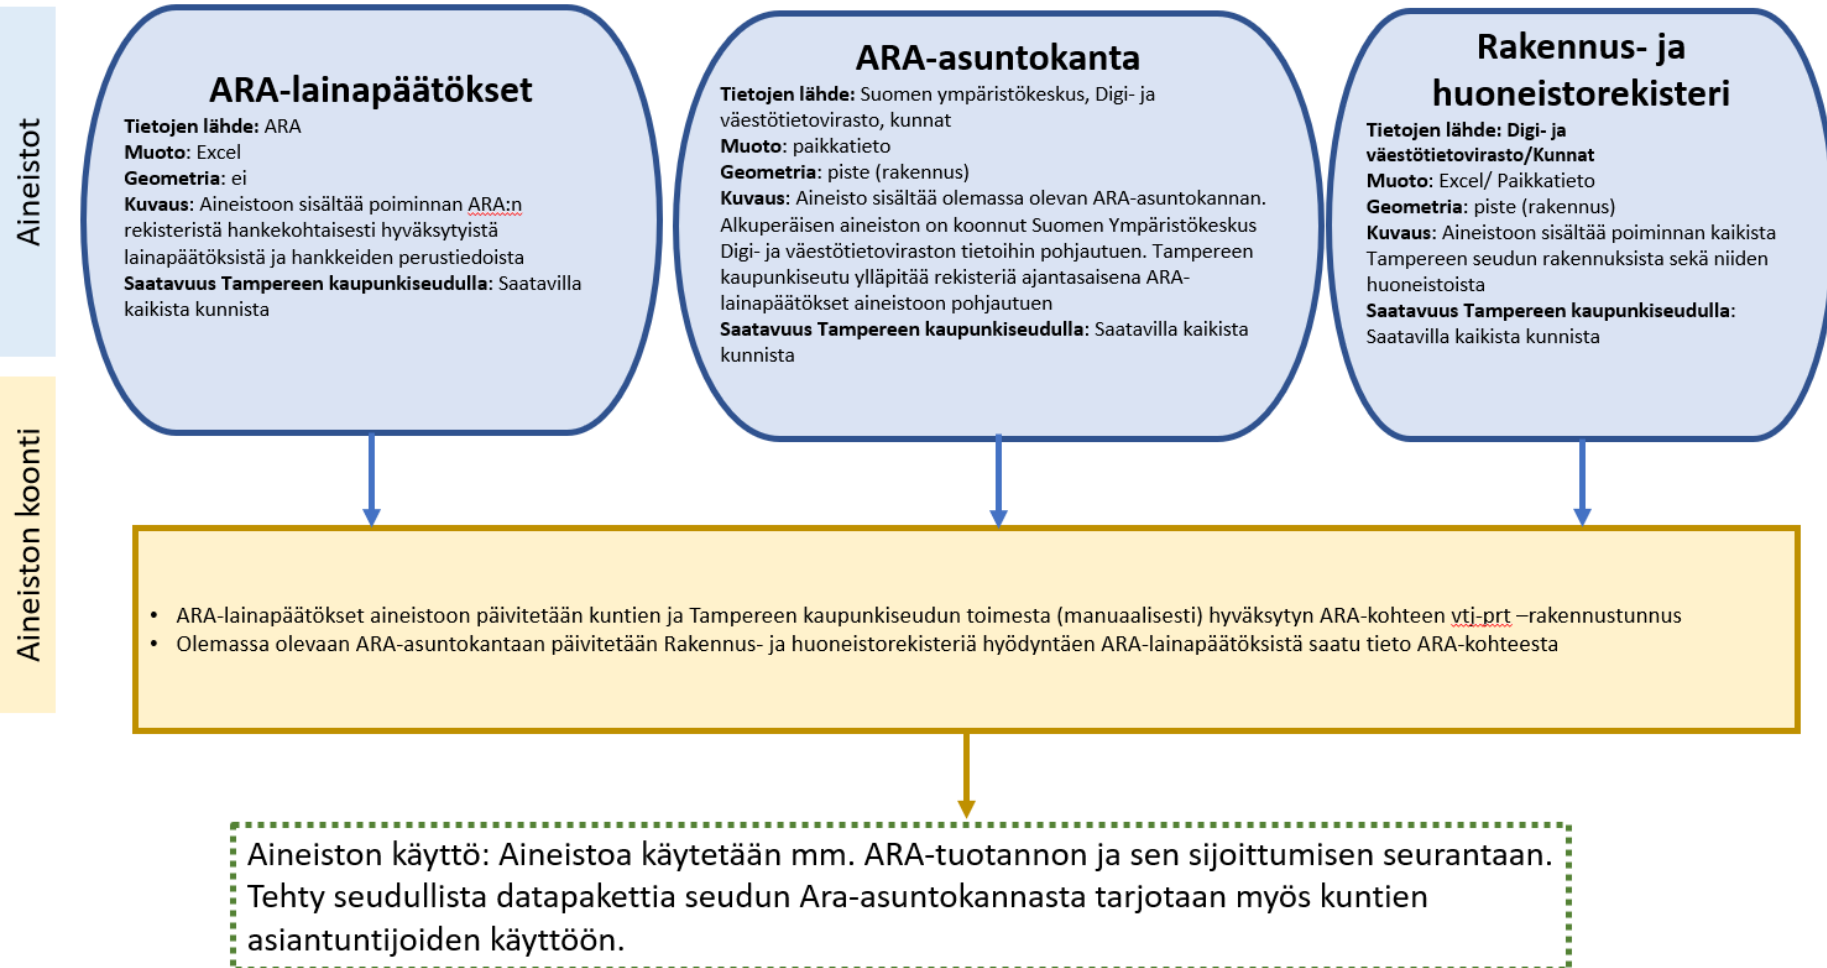 Aineistot
ARA-lainapäätökset
Tietojen lähde: ARA
Muoto: Excel
Geometria: ei
Kuvaus: Aineistoon sisältää poiminnan ARA:n
rekisteristä hankekohtaisesti hyväksytyistä
lainapäätöksistä ja hankkeiden perustiedoista
Saatavuus Tampereen kaupunkiseudulla: Saatavilla
kaikista kunnista
ARA-asuntokanta
Tietojen lähde: Suomen ympäristökeskus, Digi- ja
väestötietovirasto, kunnat
Muoto: paikkatieto
Geometria: piste (rakennus)
Kuvaus: Aineisto sisältää olemassa olevan ARA-asuntokannan.
Alkuperäisen aineiston on koonnut Suomen Ympäristökeskus
Digi- ja väestötietoviraston tietoihin pohjautuen. Tampereen
kaupunkiseutu ylläpitää rekisteriä ajantasaisena ARA-
lainapäätökset aineistoon pohjautuen
Saatavuus Tampereen kaupunkiseudulla: Saatavilla kaikista
kunnista
Rakennus- ja
huoneistorekisteri
Tietojen lähde: Digi- ja
väestötietovirasto/Kunnat
Muoto: Excel/ Paikkatieto
Geometria: piste (rakennus)
Kuvaus: Aineistoon sisältää poiminnan kaikista
Tampereen seudun rakennuksista sekä niiden
huoneistoista
Saatavuus Tampereen kaupunkiseudulla:
Saatavilla kaikista kunnista
Aineiston koonti
• ARA-lainapäätökset aineistoon päivitetään kuntien ja Tampereen kaupunkiseudun toimesta (manuaalisesti) hyväksytyn ARA-kohteen vtj-prt –rakennustunnus
• Olemassa olevaan ARA-asuntokantaan päivitetään Rakennus- ja huoneistorekisteriä hyödyntäen ARA-lainapäätöksistä saatu tieto ARA-kohteesta
Aineiston käyttö: Aineistoa käytetään mm. ARA-tuotannon ja sen sijoittumisen seurantaan.
Tehty seudullista datapakettia seudun Ara-asuntokannasta tarjotaan myös kuntien
asiantuntijoiden käyttöön.